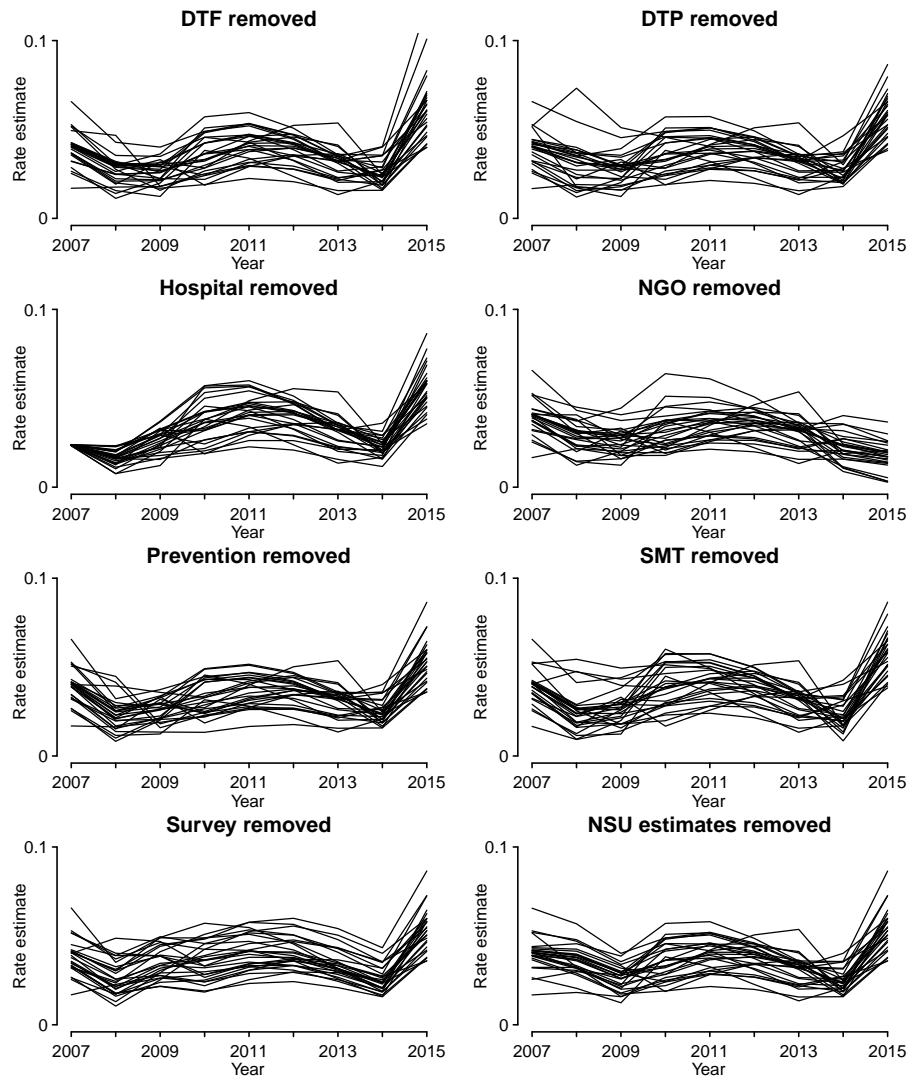 DTF removed
0.1
Rate estimate
0
2007 2009 2011 2013 2015
Year
DTP removed
0.1
Rate estimate
0
2007 2009 2011 2013 2015
Year
Hospital removed
0.1
Rate estimate
0
2007 2009 2011 2013 2015
Year
NGO removed
0.1
Rate estimate
0
2007 2009 2011 2013 2015
Year
Prevention removed
0.1
Rate estimate
0
2007 2009 2011 2013 2015
Year
SMT removed
0.1
Rate estimate
0
2007 2009 2011 2013 2015
Year
Survey removed
0.1
Rate estimate
0
2007 2009 2011 2013 2015
Year
NSU estimates removed
0.1
Rate estimate
0
2007 2009 2011 2013 2015
Year